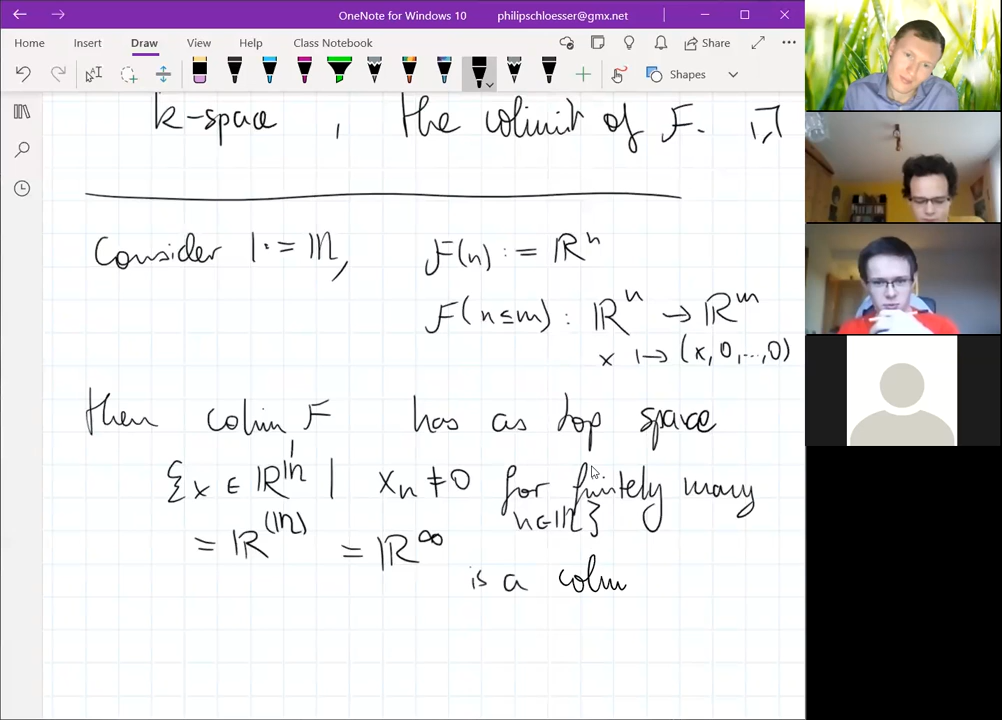 OneNote for Windows 10 philipschloesser@gmx.net
Home Insert Draw View Help Class Notebook Share
Shapes
k-space , the colimit of F.
Consider I := ℕ, F(n) := ℝⁿ
F(n≤m) : ℝⁿ → ℝᵐ
x ↦ (x, 0, ..., 0)
then colim F has as top space
{x ∈ ℝ^ℕ | xₙ ≠ 0 for finitely many
n∈ℕ}
= ℝ^(ℕ) = ℝ^∞
is a colim